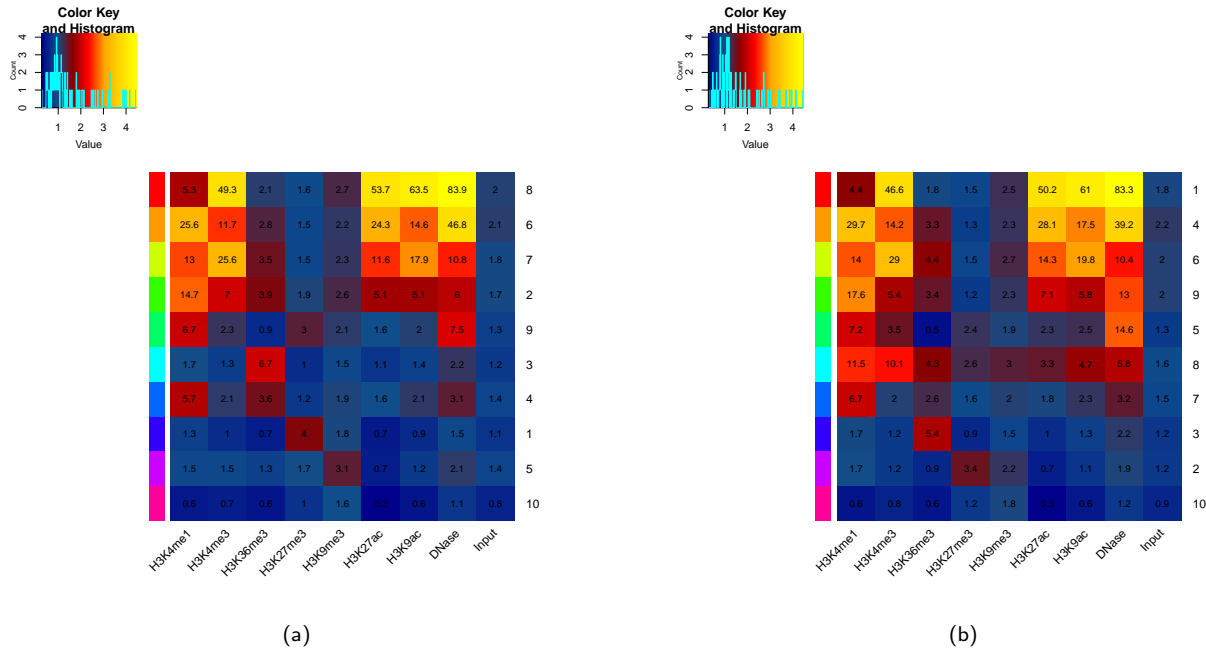 Color Key
and Histogram
Count
0 1 2 3 4
1 2 3 4
Value
5.3 49.3 2.1 1.6 2.7 53.7 63.5 83.9 2 8
25.6 11.7 2.8 1.5 2.2 24.3 14.6 46.8 2.1 6
13 25.6 3.5 1.5 2.3 11.6 17.9 10.8 1.8 7
14.7 7 3.9 1.9 2.6 5.1 5.1 6 1.7 2
6.7 2.3 0.9 3 2.1 1.6 2 7.5 1.3 9
1.7 1.3 6.7 1 1.5 1.1 1.4 2.2 1.2 3
5.7 2.1 3.6 1.2 1.9 1.6 2.1 3.1 1.4 4
1.3 1 0.7 4 1.8 0.7 0.9 1.5 1.1 1
1.5 1.5 1.3 1.7 3.1 0.7 1.2 2.1 1.4 5
0.6 0.7 0.6 1 1.6 0.6 1.1 0.8 10
H3K4me1 H3K4me3 H3K36me3 H3K27me3 H3K9me3 H3K27ac H3K9ac DNase Input
(a)
Color Key
and Histogram
Count
0 1 2 3 4
1 2 3 4
Value
4.4 46.6 1.8 1.5 2.5 50.2 61 83.3 1.8 1
29.7 14.2 3.3 1.3 2.3 28.1 17.5 39.2 2.2 4
14 29 4.4 1.5 2.7 14.3 19.8 10.4 2 6
17.6 5.4 3.4 1.2 2.3 7.1 5.8 13 2 9
7.2 3.5 0.5 2.4 1.9 2.3 2.5 14.6 1.3 5
11.5 10.1 4.3 2.6 3 3.3 4.7 5.8 1.6 8
6.7 2 2.6 1.6 2 1.8 2.3 3.2 1.5 7
1.7 1.2 5.4 0.9 1.5 1 1.3 2.2 1.2 3
1.7 1.2 0.9 3.4 2.2 0.7 1.1 1.9 1.2 2
0.6 0.8 0.6 1.2 1.8 0.6 1.2 0.9 10
H3K4me1 H3K4me3 H3K36me3 H3K27me3 H3K9me3 H3K27ac H3K9ac DNase Input
(b)